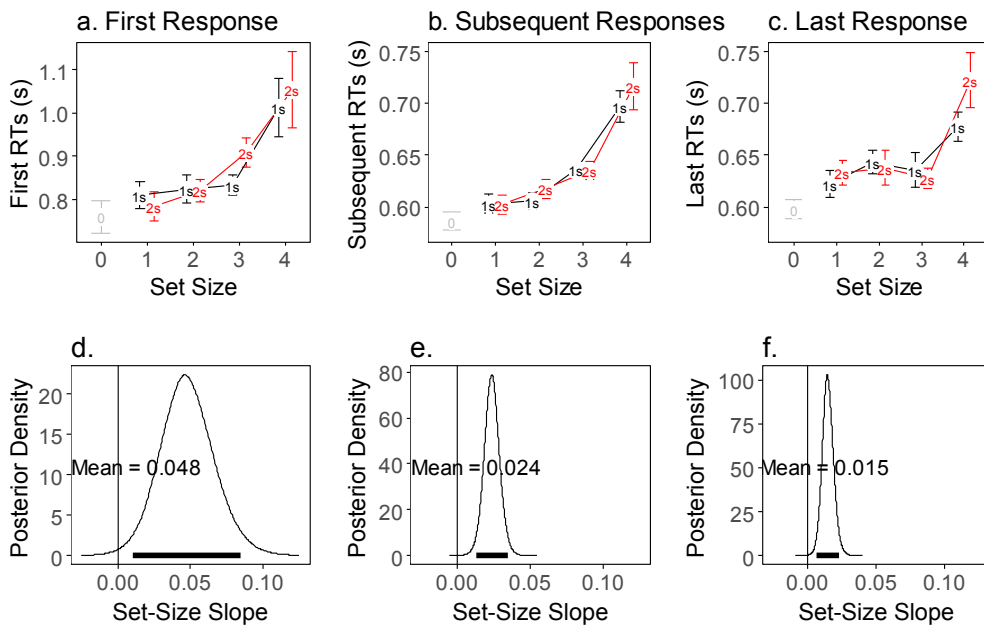 a. First Response
First RTs (s)
1.1
1.0
0.9
0.8
0
1s
2s
1s
2s
1s
2s
1s
2s
0 1 2 3 4
Set Size
b. Subsequent Responses
Subsequent RTs (s)
0.75
0.70
0.65
0.60
0
1s
2s
1s
2s
1s
2s
1s
2s
0 1 2 3 4
Set Size
c. Last Response
Last RTs (s)
0.75
0.70
0.65
0.60
0
1s
2s
1s
2s
1s
2s
1s
2s
0 1 2 3 4
Set Size
d.
Posterior Density
20
15
10
5
0
Mean = 0.048
0.00 0.05 0.10
Set-Size Slope
e.
Posterior Density
80
60
40
20
0
Mean = 0.024
0.00 0.05 0.10
Set-Size Slope
f.
Posterior Density
100
75
50
25
0
Mean = 0.015
0.00 0.05 0.10
Set-Size Slope